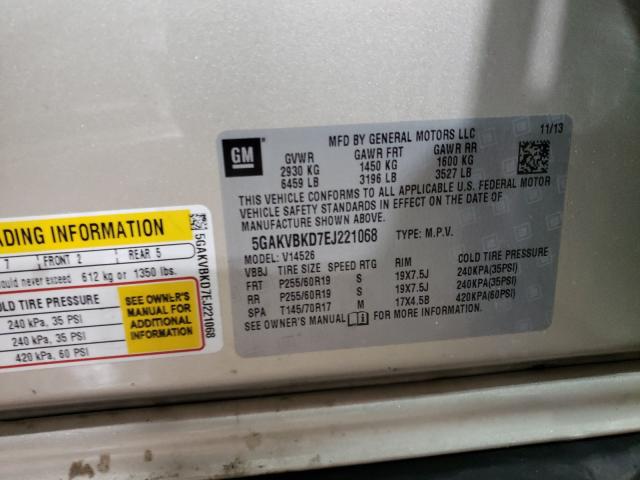 GM
MFD BY GENERAL MOTORS LLC
11/13
GVWR GAWR FRT GAWR RR
2930 KG 1450 KG 1600 KG
6459 LB 3196 LB 3527 LB
THIS VEHICLE CONFORMS TO ALL APPLICABLE U.S. FEDERAL MOTOR
VEHICLE SAFETY STANDARDS IN EFFECT ON THE DATE OF
MANUFACTURE SHOWN ABOVE.
5GAKVBKD7EJ221068 TYPE: M.P.V.
MODEL: V14526
VBBJ TIRE SIZE SPEED RTG RIM COLD TIRE PRESSURE
FRT P255/60R19 S 19X7.5J 240KPA(35PSI)
RR P255/60R19 S 19X7.5J 240KPA(35PSI)
SPA T145/70R17 M 17X4.5B 420KPA(60PSI)
SEE OWNER'S MANUAL FOR MORE INFORMATION.
ADING INFORMATION
7 FRONT 2 REAR 5
ould never exceed 612 kg or 1350 lbs.
OLD TIRE PRESSURE
240 kPa, 35 PSI
240 kPa, 35 PSI
420 kPa, 60 PSI
SEE OWNER'S
MANUAL FOR
ADDITIONAL
INFORMATION
5GAKVBKD7EJ221068